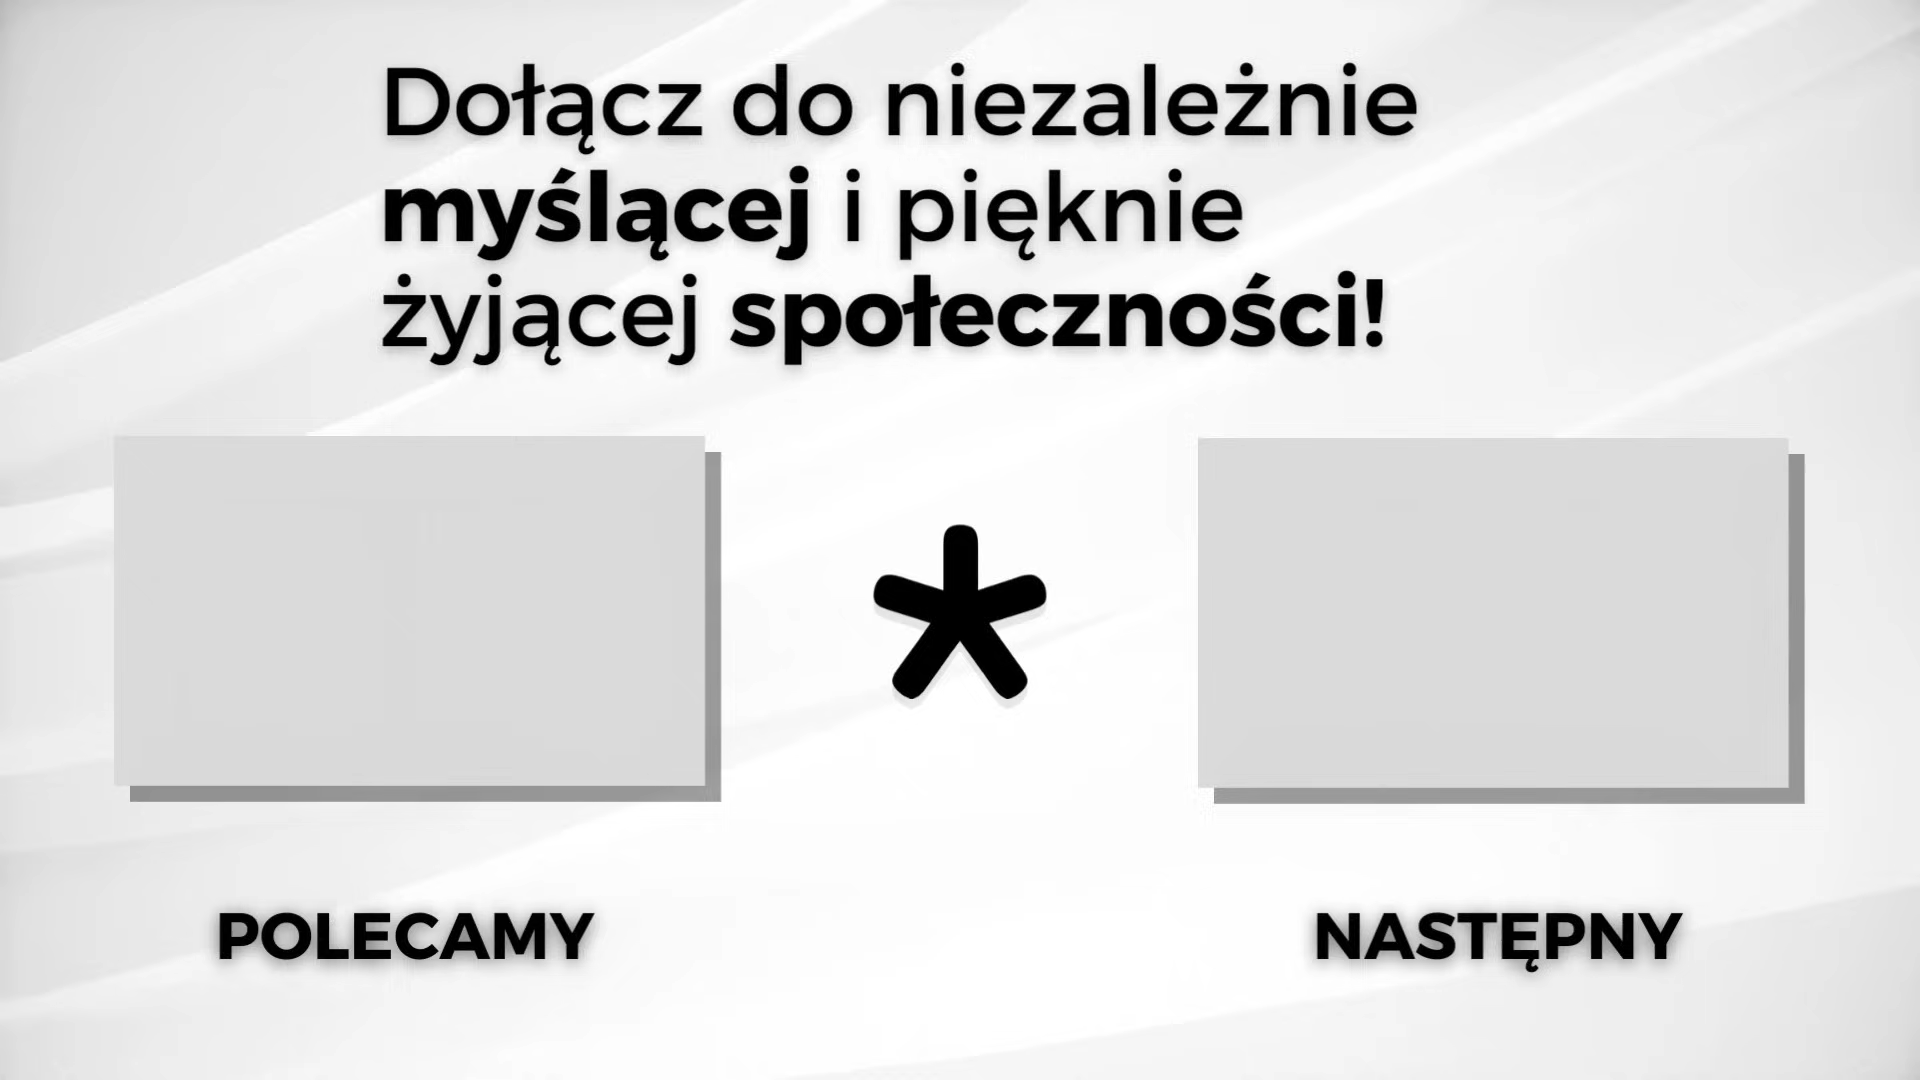 Dołącz do niezależnie
myślącej i pięknie
żyjącej społeczności!
POLECAMY
NASTĘPNY